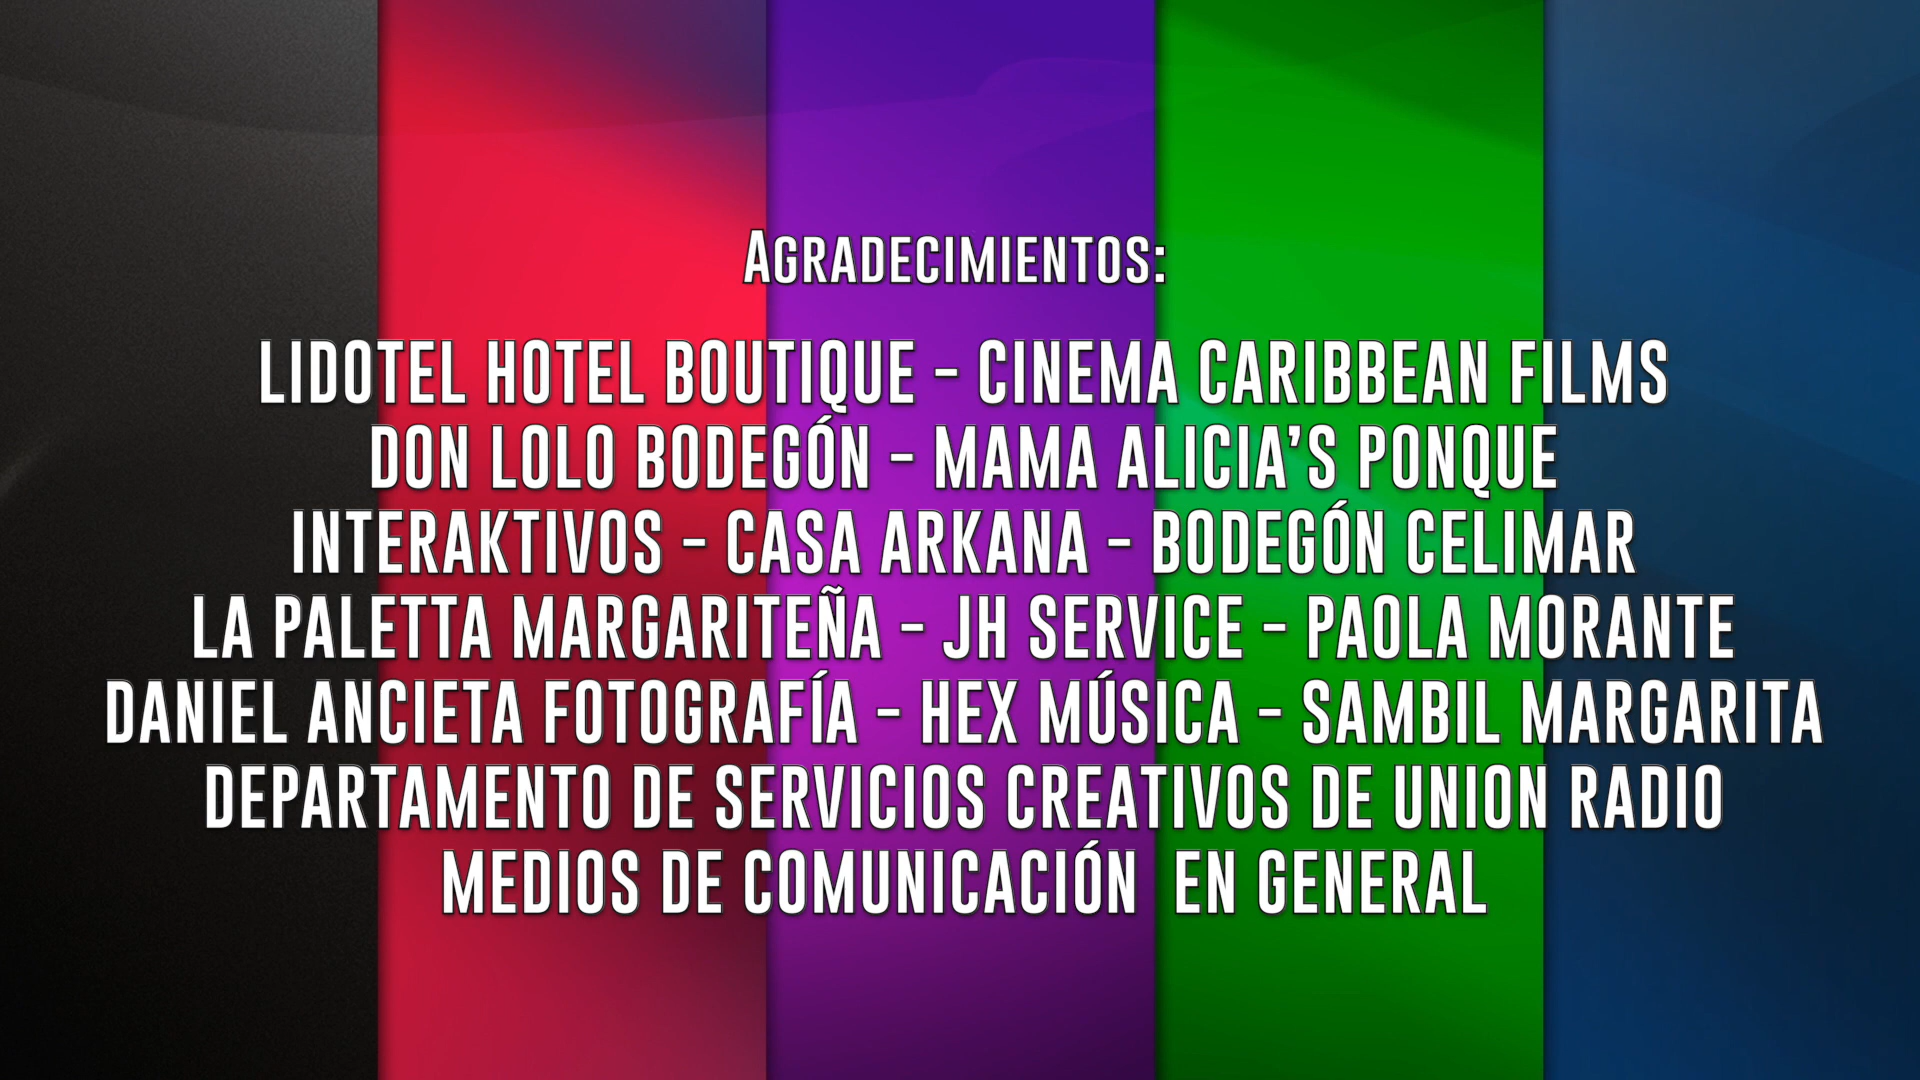 Agradecimientos:
LIDOTEL HOTEL BOUTIQUE - CINEMA CARIBBEAN FILMS
DON LOLO BODEGÓN - MAMA ALICIA’S PONQUE
INTERAKTIVOS - CASA ARKANA - BODEGÓN CELIMAR
LA PALETTA MARGARITEÑA - JH SERVICE - PAOLA MORANTE
DANIEL ANCIETA FOTOGRAFÍA - HEX MÚSICA - SAMBIL MARGARITA
DEPARTAMENTO DE SERVICIOS CREATIVOS DE UNION RADIO
MEDIOS DE COMUNICACIÓN EN GENERAL